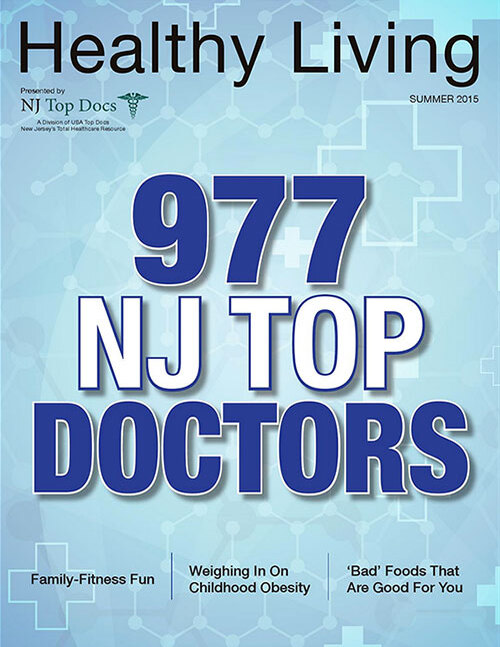 Healthy Living
Presented by
NJ Top Docs
A Division of USA Top Docs
New Jersey's Total Healthcare Resource
SUMMER 2015
977
NJ TOP
DOCTORS
Family-Fitness Fun
Weighing In On
Childhood Obesity
‘Bad’ Foods That
Are Good For You